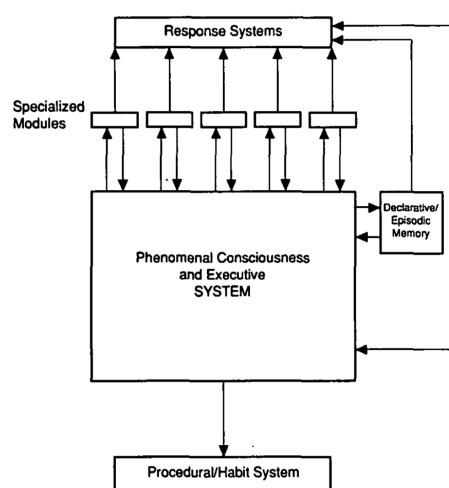 Response Systems
Specialized
Modules
Declarative/
Episodic
Memory
Phenomenal Consciousness
and Executive
SYSTEM
Procedural/Habit System